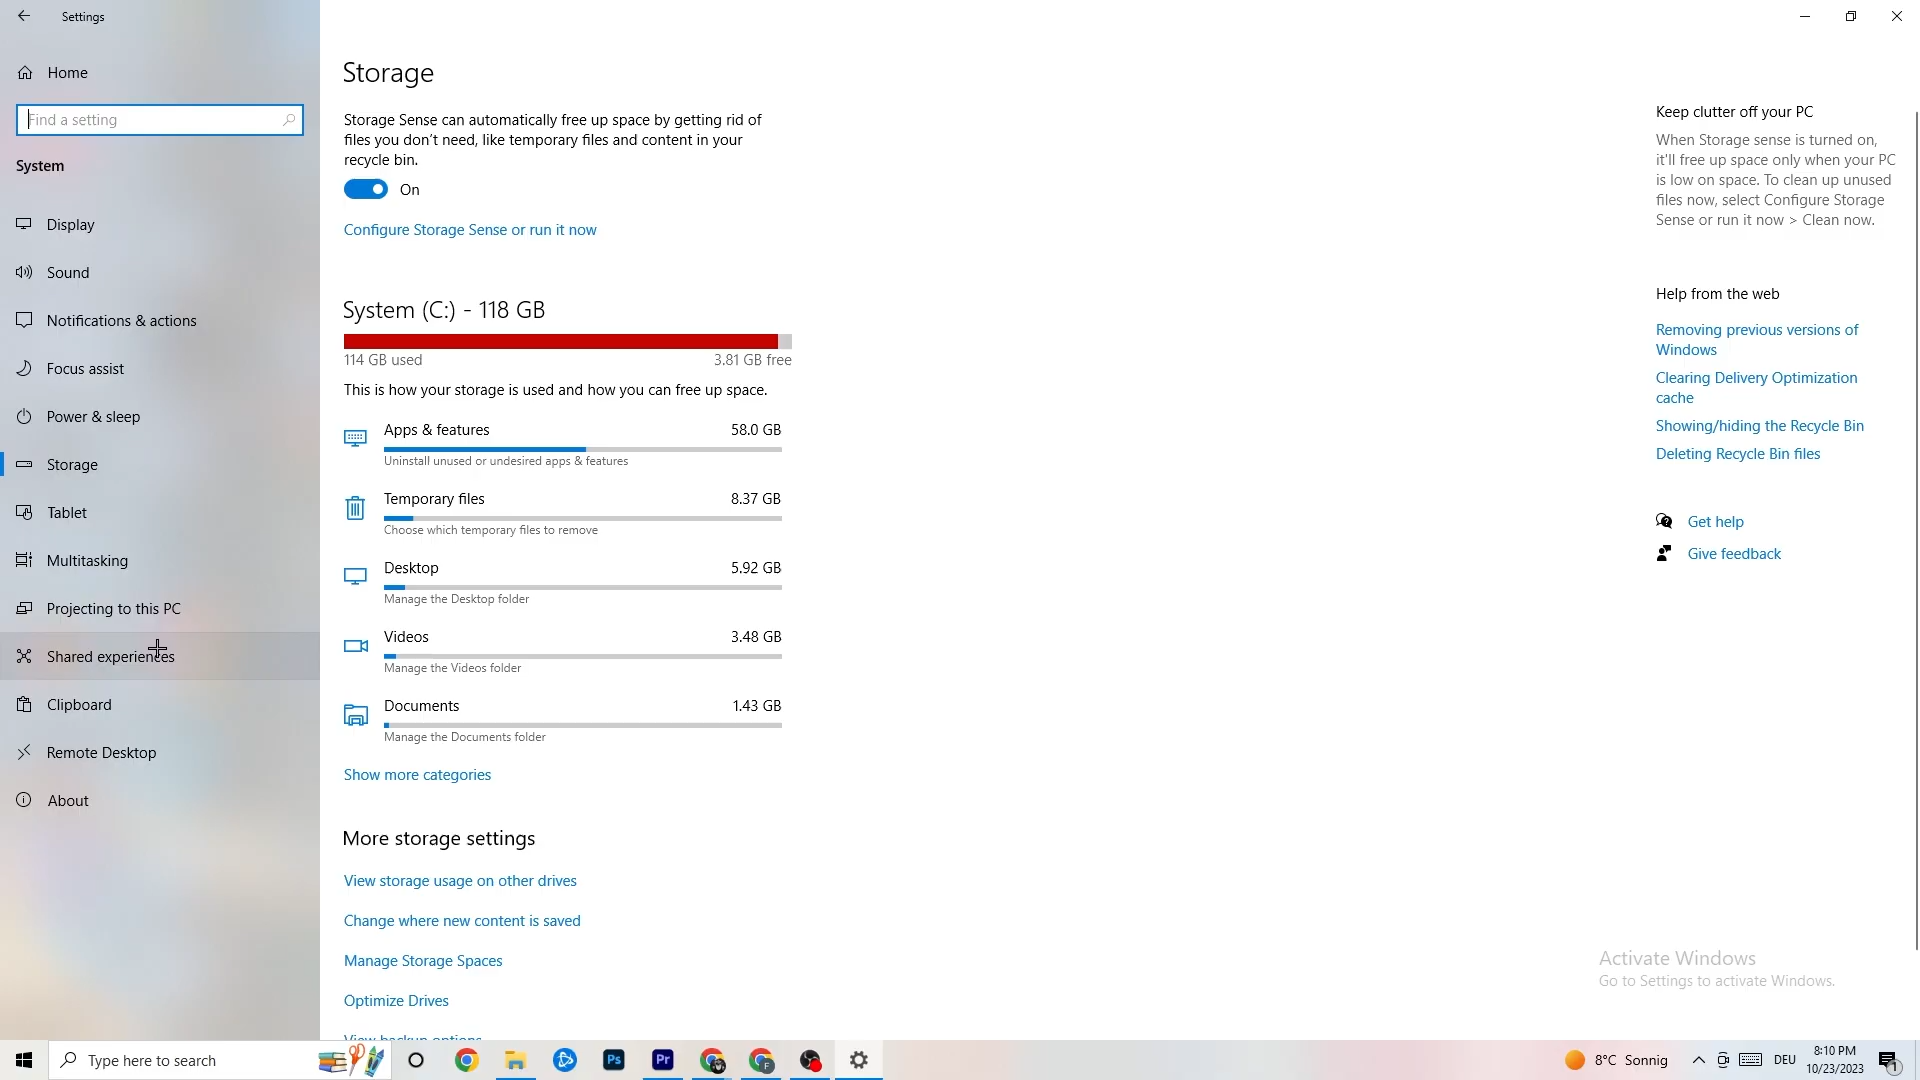 Settings
Home
Find a setting
System
Display
Sound
Notifications & actions
Focus assist
Power & sleep
Storage
Tablet
Multitasking
Projecting to this PC
Shared experiences
Clipboard
Remote Desktop
About
Storage
Storage Sense can automatically free up space by getting rid of
files you don't need, like temporary files and content in your
recycle bin.
On
Configure Storage Sense or run it now
System (C:) - 118 GB
114 GB used 3.81 GB free
This is how your storage is used and how you can free up space.
Apps & features 58.0 GB
Uninstall unused or undesired apps & features
Temporary files 8.37 GB
Choose which temporary files to remove
Desktop 5.92 GB
Manage the Desktop folder
Videos 3.48 GB
Manage the Videos folder
Documents 1.43 GB
Manage the Documents folder
Show more categories
More storage settings
View storage usage on other drives
Change where new content is saved
Manage Storage Spaces
Optimize Drives
View backup options
Keep clutter off your PC
When Storage sense is turned on,
it'll free up space only when your PC
is low on space. To clean up unused
files now, select Configure Storage
Sense or run it now > Clean now.
Help from the web
Removing previous versions of
Windows
Clearing Delivery Optimization
cache
Showing/hiding the Recycle Bin
Deleting Recycle Bin files
Get help
Give feedback
Activate Windows
Go to Settings to activate Windows.
Type here to search
Ps
Pr
F
8°C Sonnig
DEU
8:10 PM
10/23/2023
1